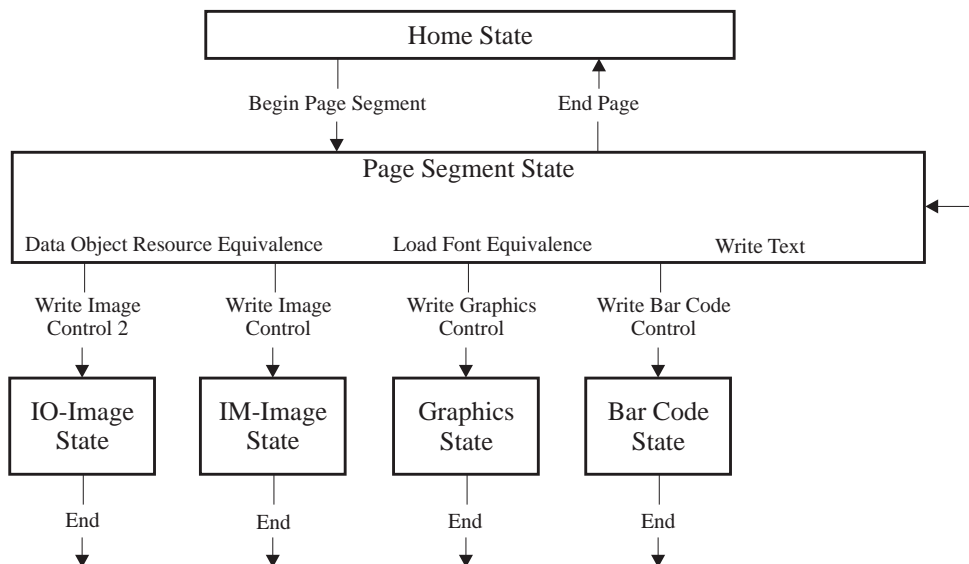 Home State
Begin Page Segment
End Page
Page Segment State
Data Object Resource Equivalence
Load Font Equivalence
Write Text
Write Image
Control 2
Write Image
Control
Write Graphics
Control
Write Bar Code
Control
IO-Image
State
IM-Image
State
Graphics
State
Bar Code
State
End
End
End
End